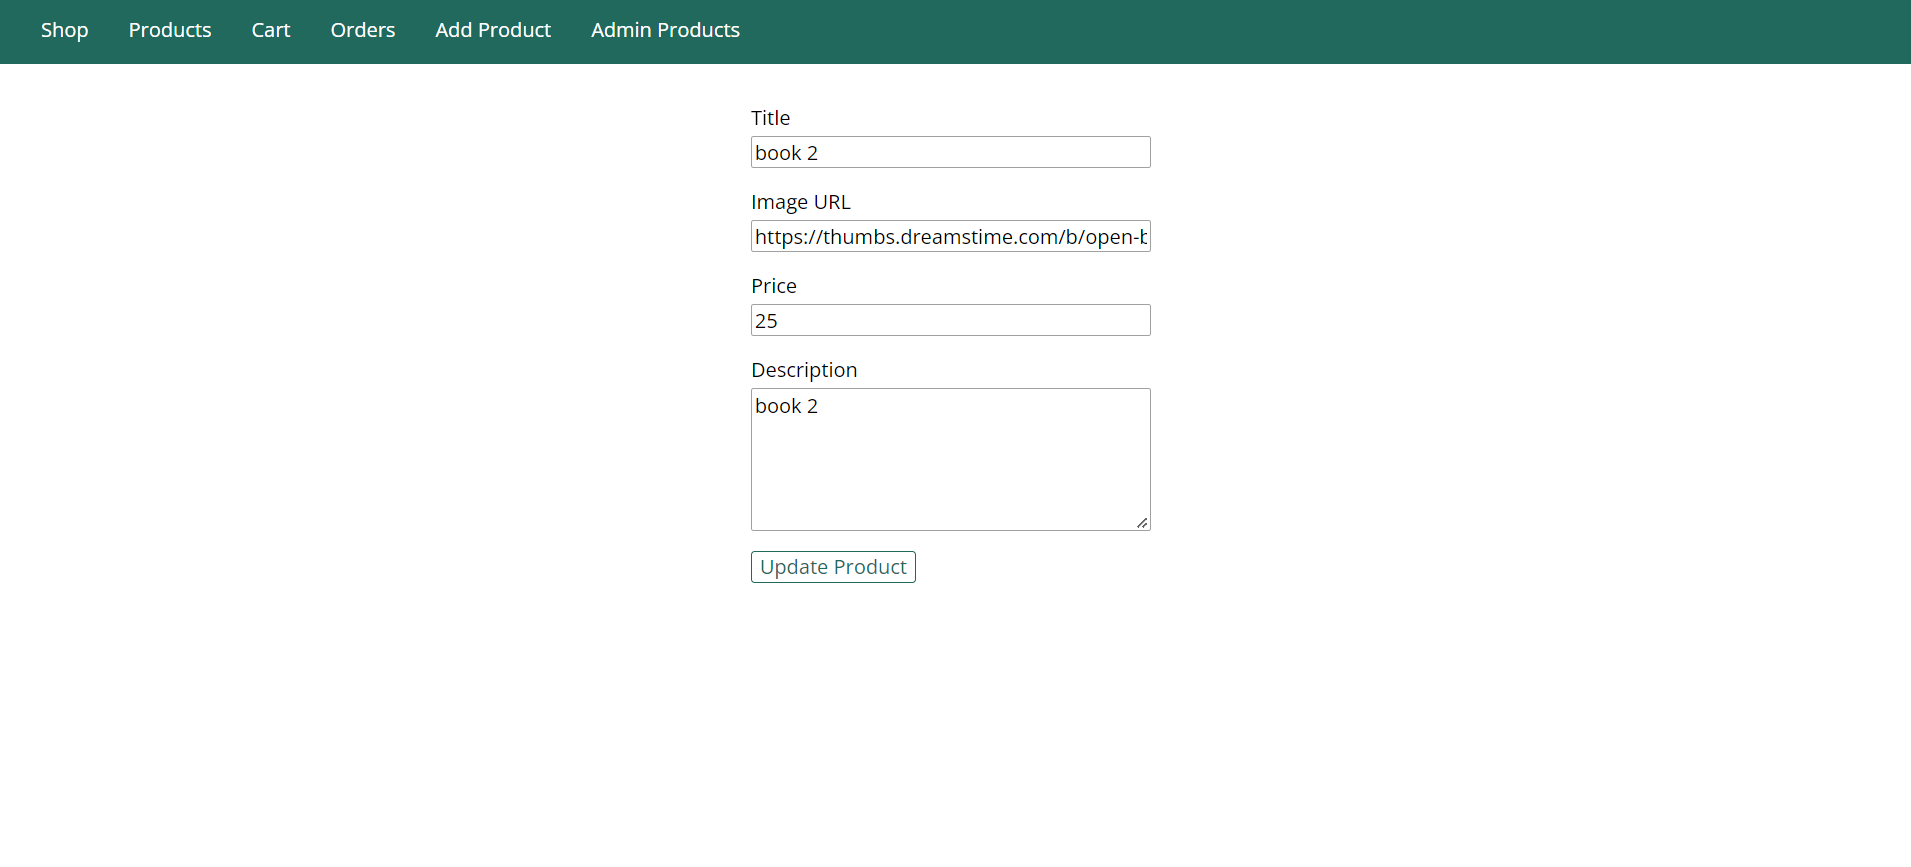 Shop Products Cart Orders Add Product Admin Products
Title
book 2
Image URL
https://thumbs.dreamstime.com/b/open-b
Price
25
Description
book 2
Update Product